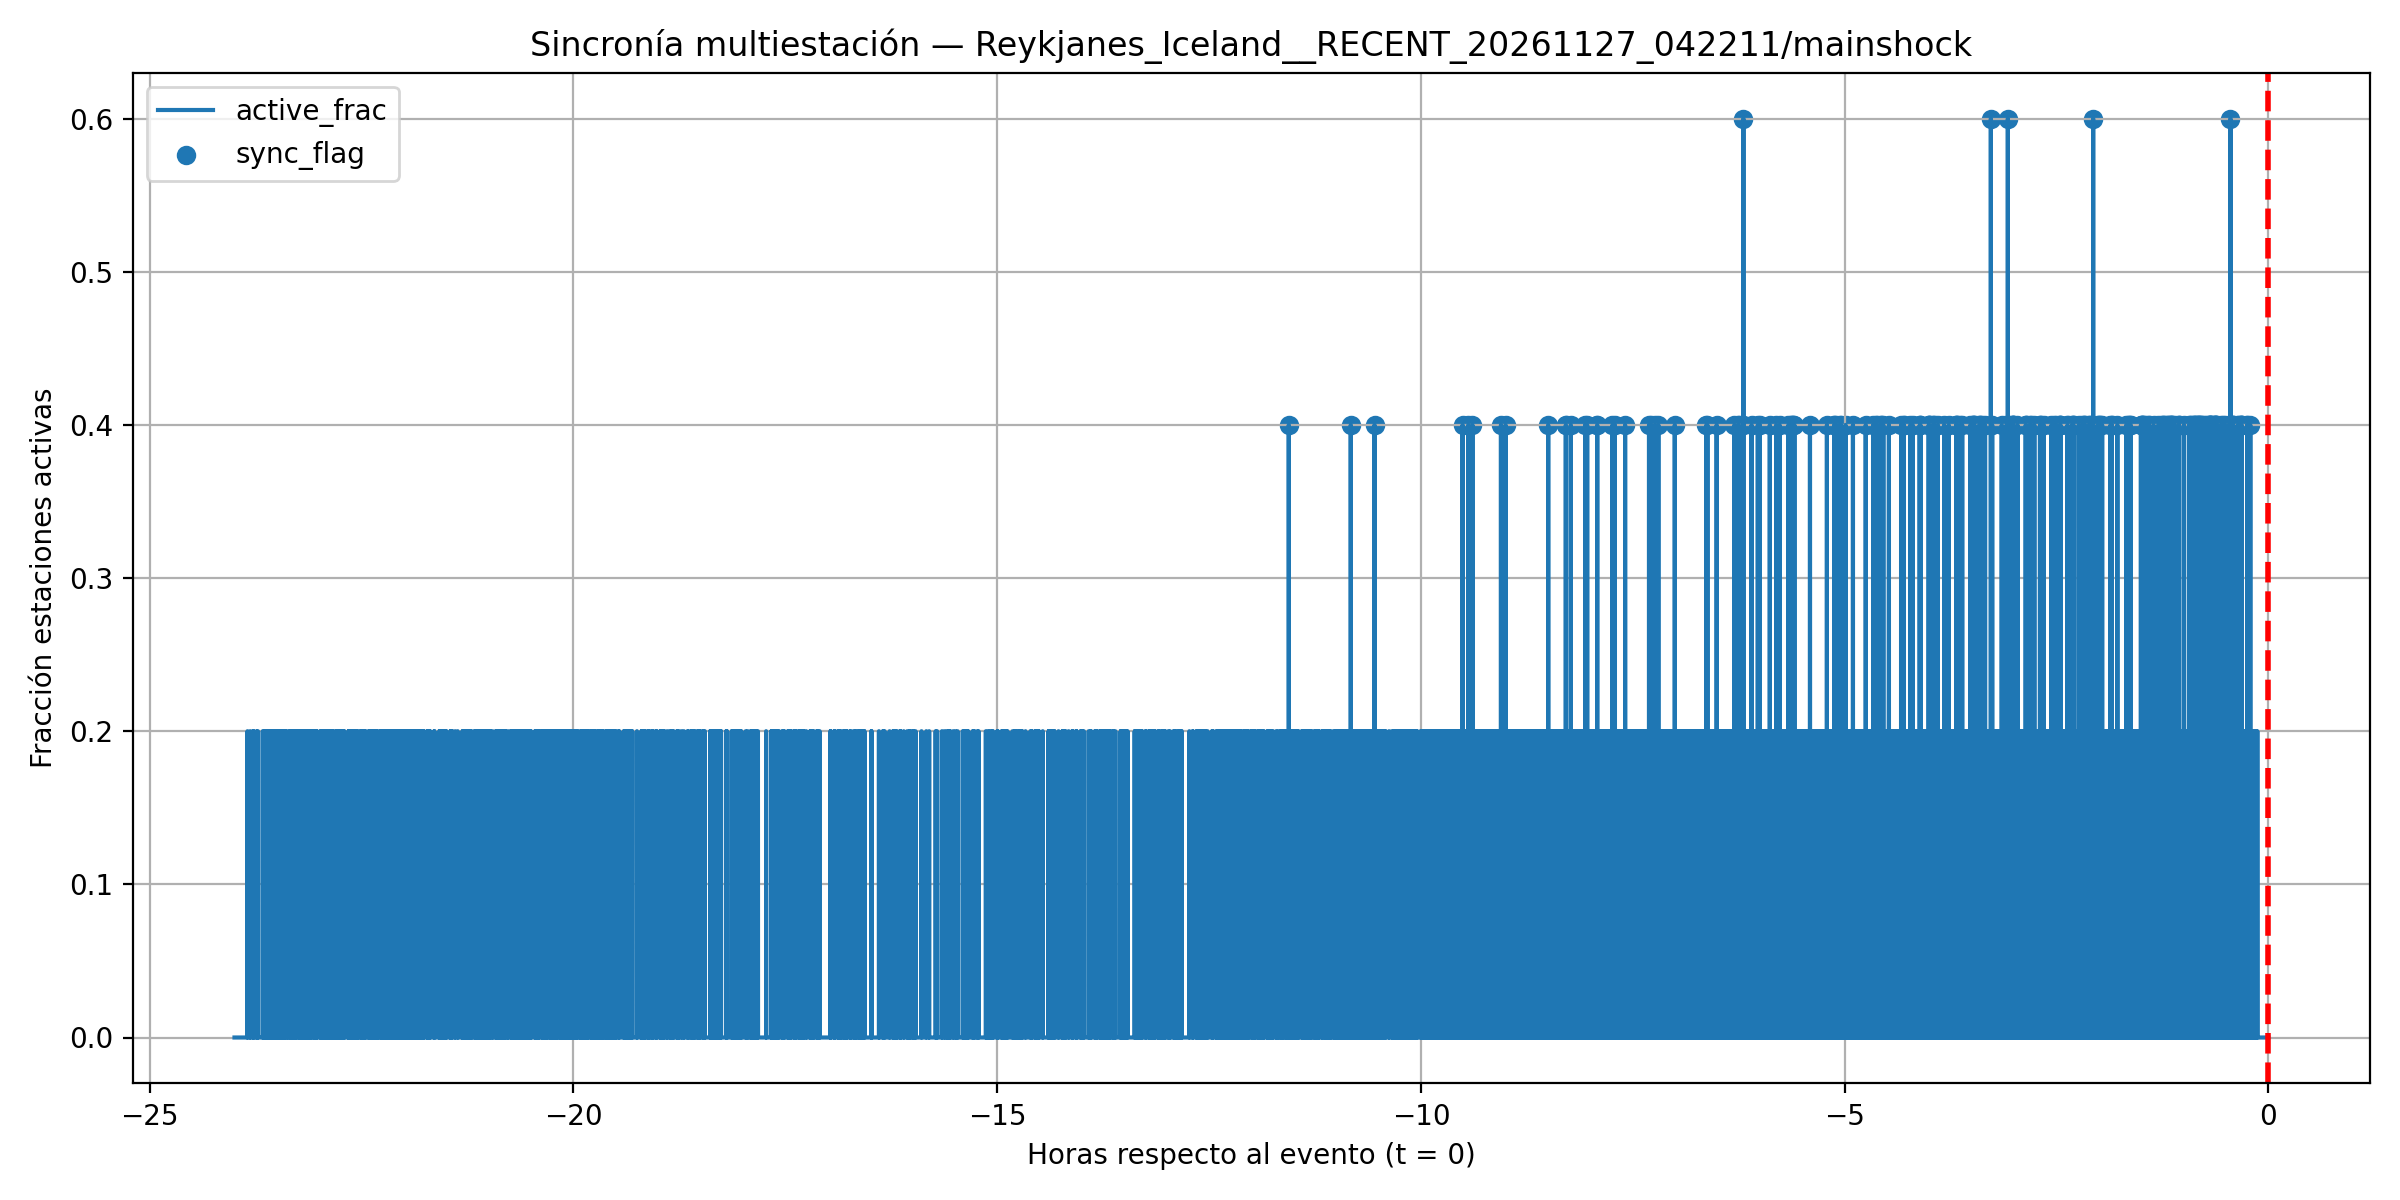 Sincronía multiestación — Reykjanes_Iceland__RECENT_20261127_042211/mainshock
active_frac
sync_flag
Fracción estaciones activas
0.6
0.5
0.4
0.3
0.2
0.1
0.0
−25
−20
−15
−10
−5
0
Horas respecto al evento (t = 0)